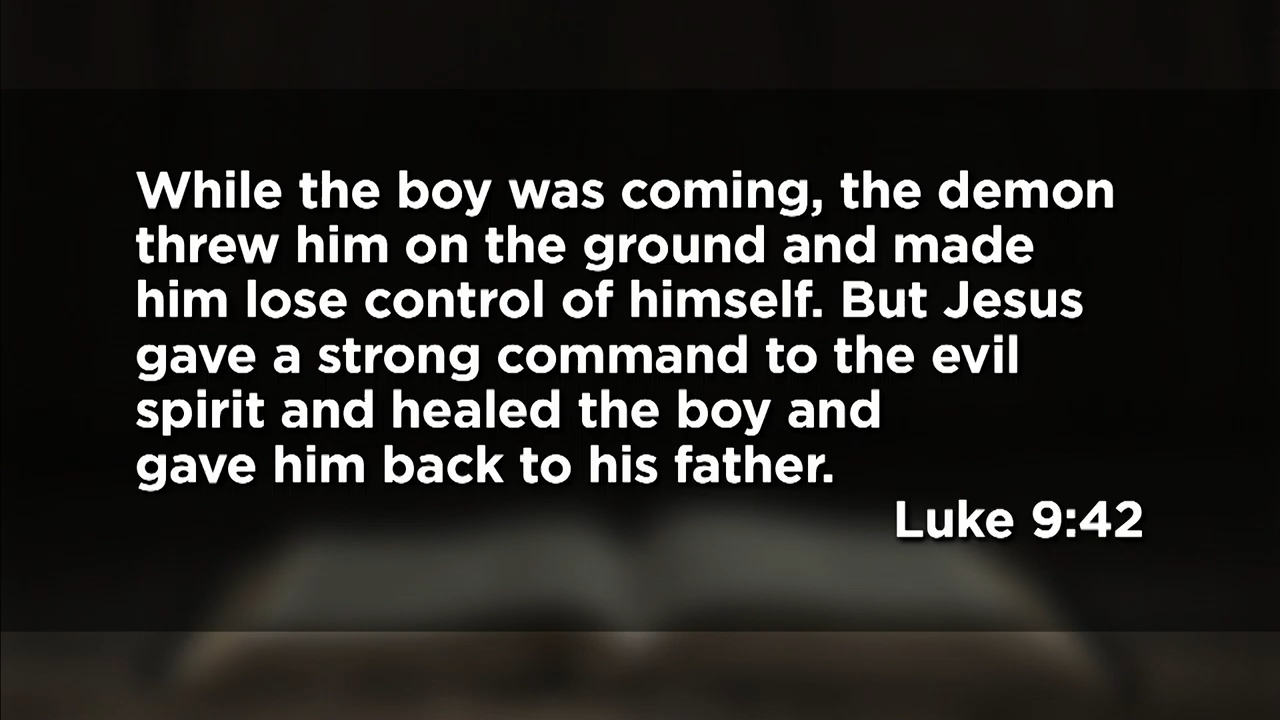 While the boy was coming, the demon
threw him on the ground and made
him lose control of himself. But Jesus
gave a strong command to the evil
spirit and healed the boy and
gave him back to his father.
Luke 9:42